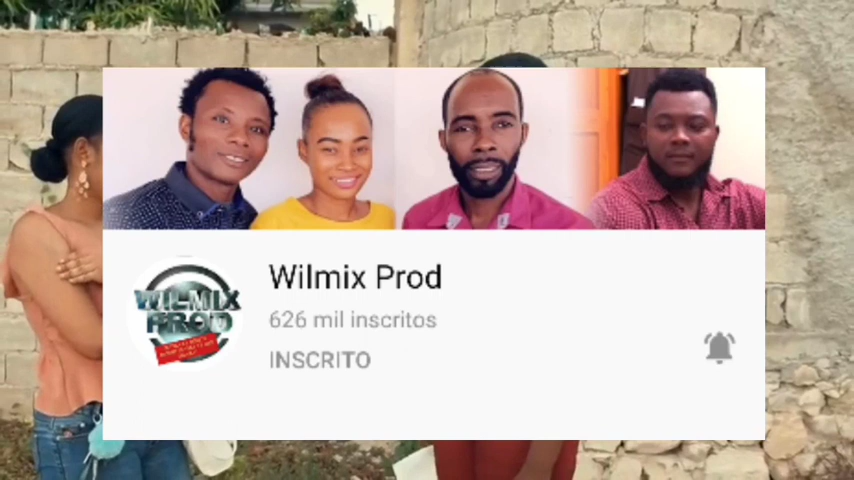 Wilmix Prod
WILMIX
PROD
626 mil inscritos
INSCRITO